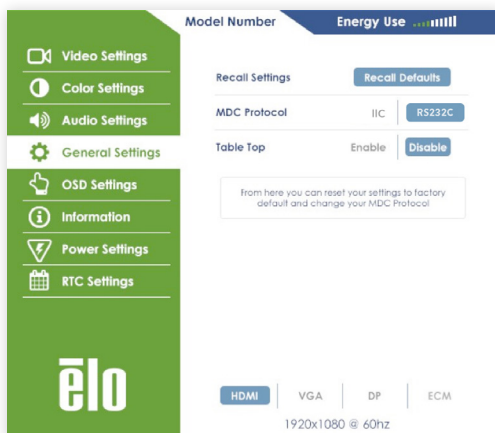 Model Number
Energy Use
Video Settings
Color Settings
Audio Settings
General Settings
OSD Settings
Information
Power Settings
RTC Settings
elo
Recall Settings Recall Defaults
MDC Protocol IIC RS232C
Table Top Enable Disable
From here you can reset your settings to factory
default and change your MDC Protocol
HDMI VGA DP ECM
1920x1080 @ 60hz